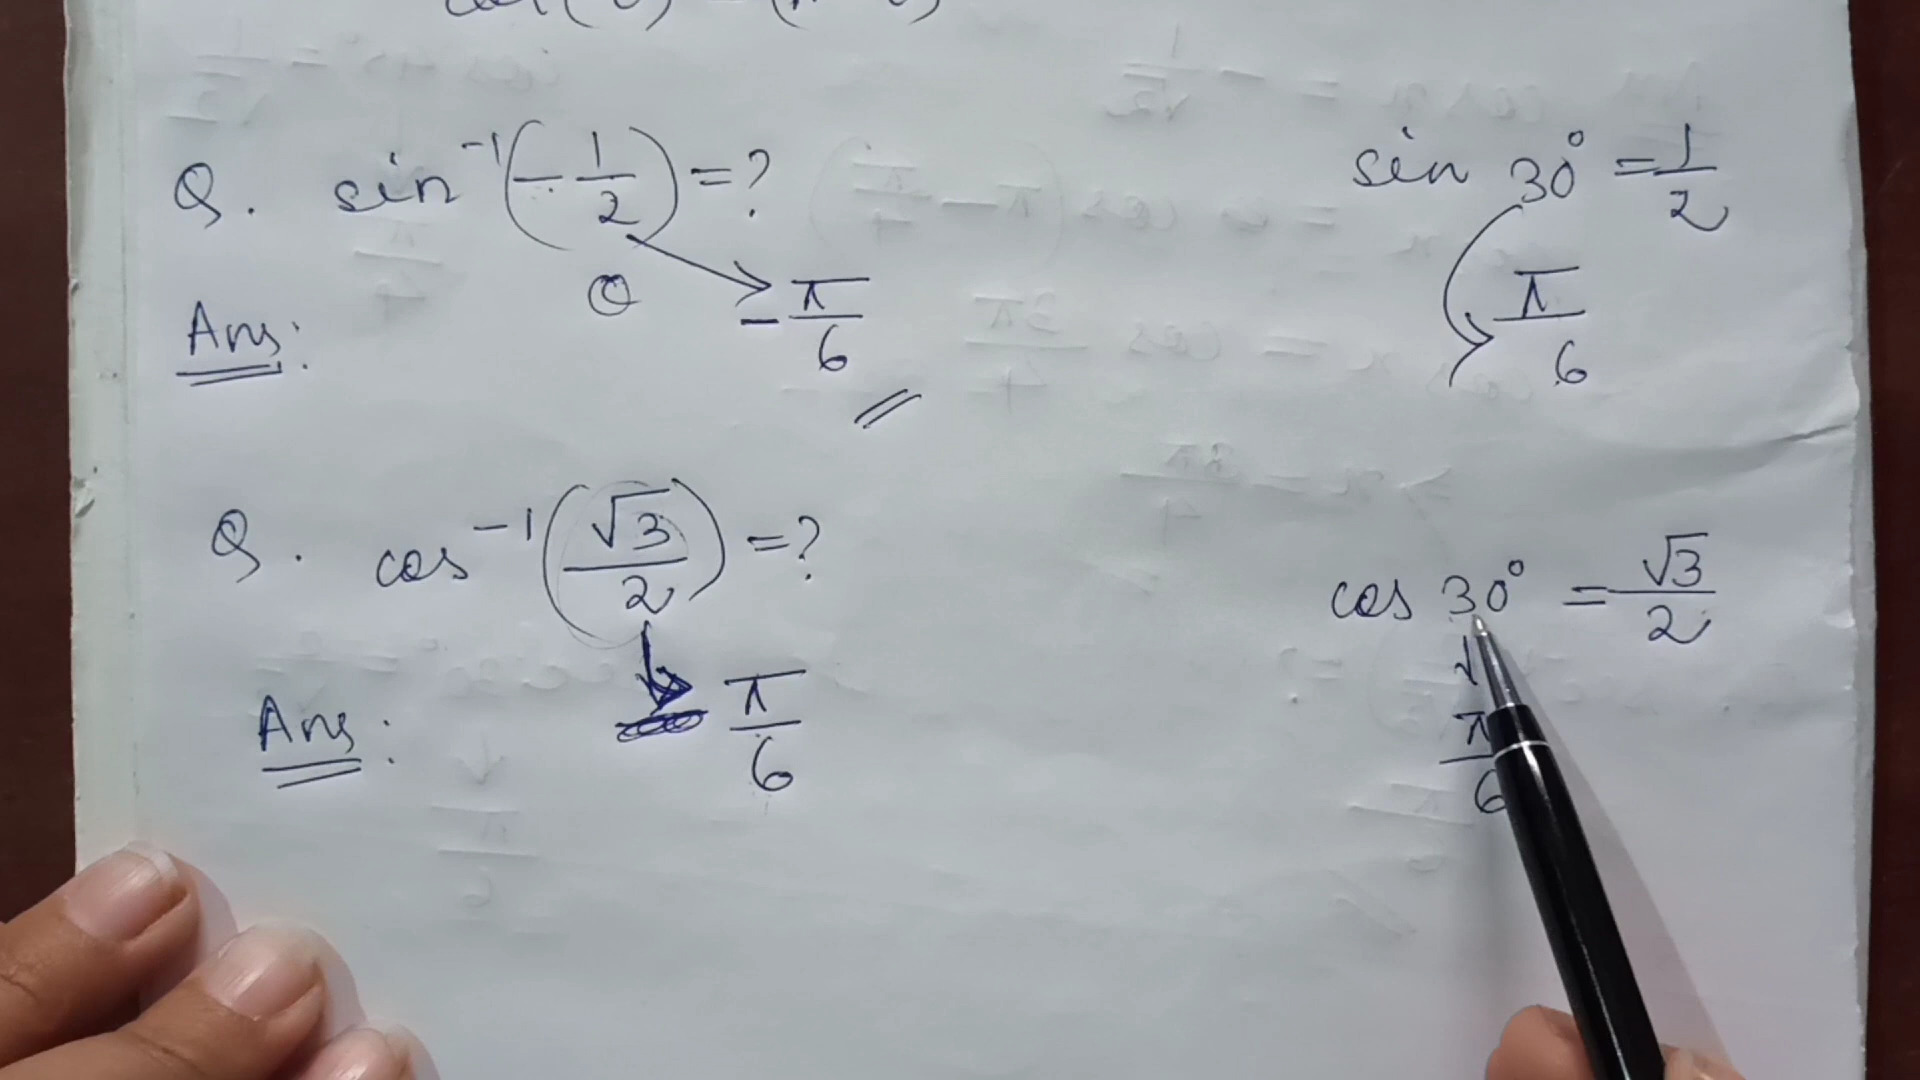 Q. sin⁻¹(-1/2) = ? sin 30° = 1/2
θ
Ans: -π/6 π/6
Q. cos⁻¹(√3/2) = ? cos 30° = √3/2
Ans: π/6 π/6